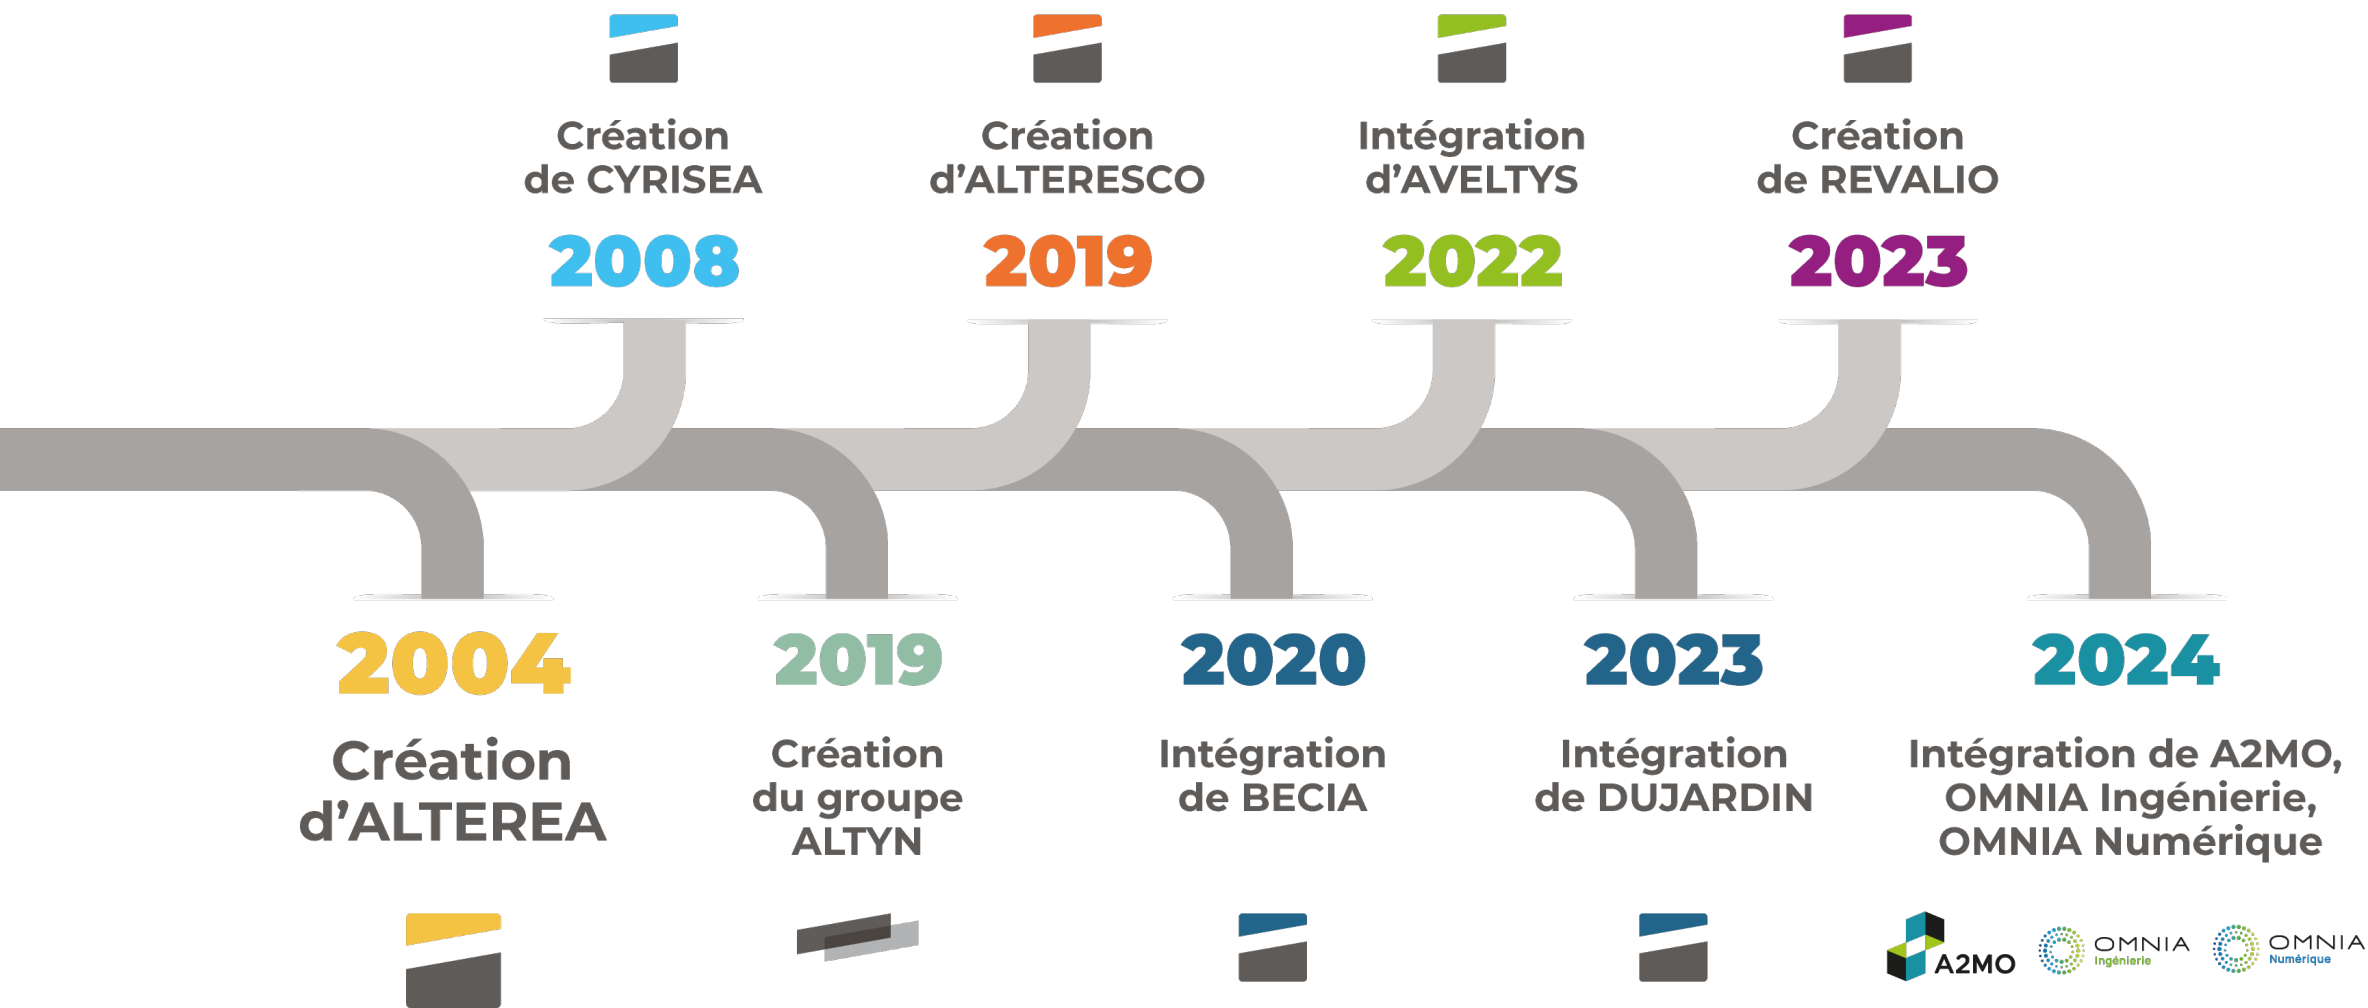 Création
de CYRISEA
2008
Création
d’ALTERESCO
2019
Intégration
d’AVELTYS
2022
Création
de REVALIO
2023
2004
Création
d’ALTEREA
2019
Création
du groupe
ALTYN
2020
Intégration
de BECIA
2023
Intégration
de DUJARDIN
2024
Intégration de A2MO,
OMNIA Ingénierie,
OMNIA Numérique
A2MO
OMNIA
Ingénierie
OMNIA
Numérique